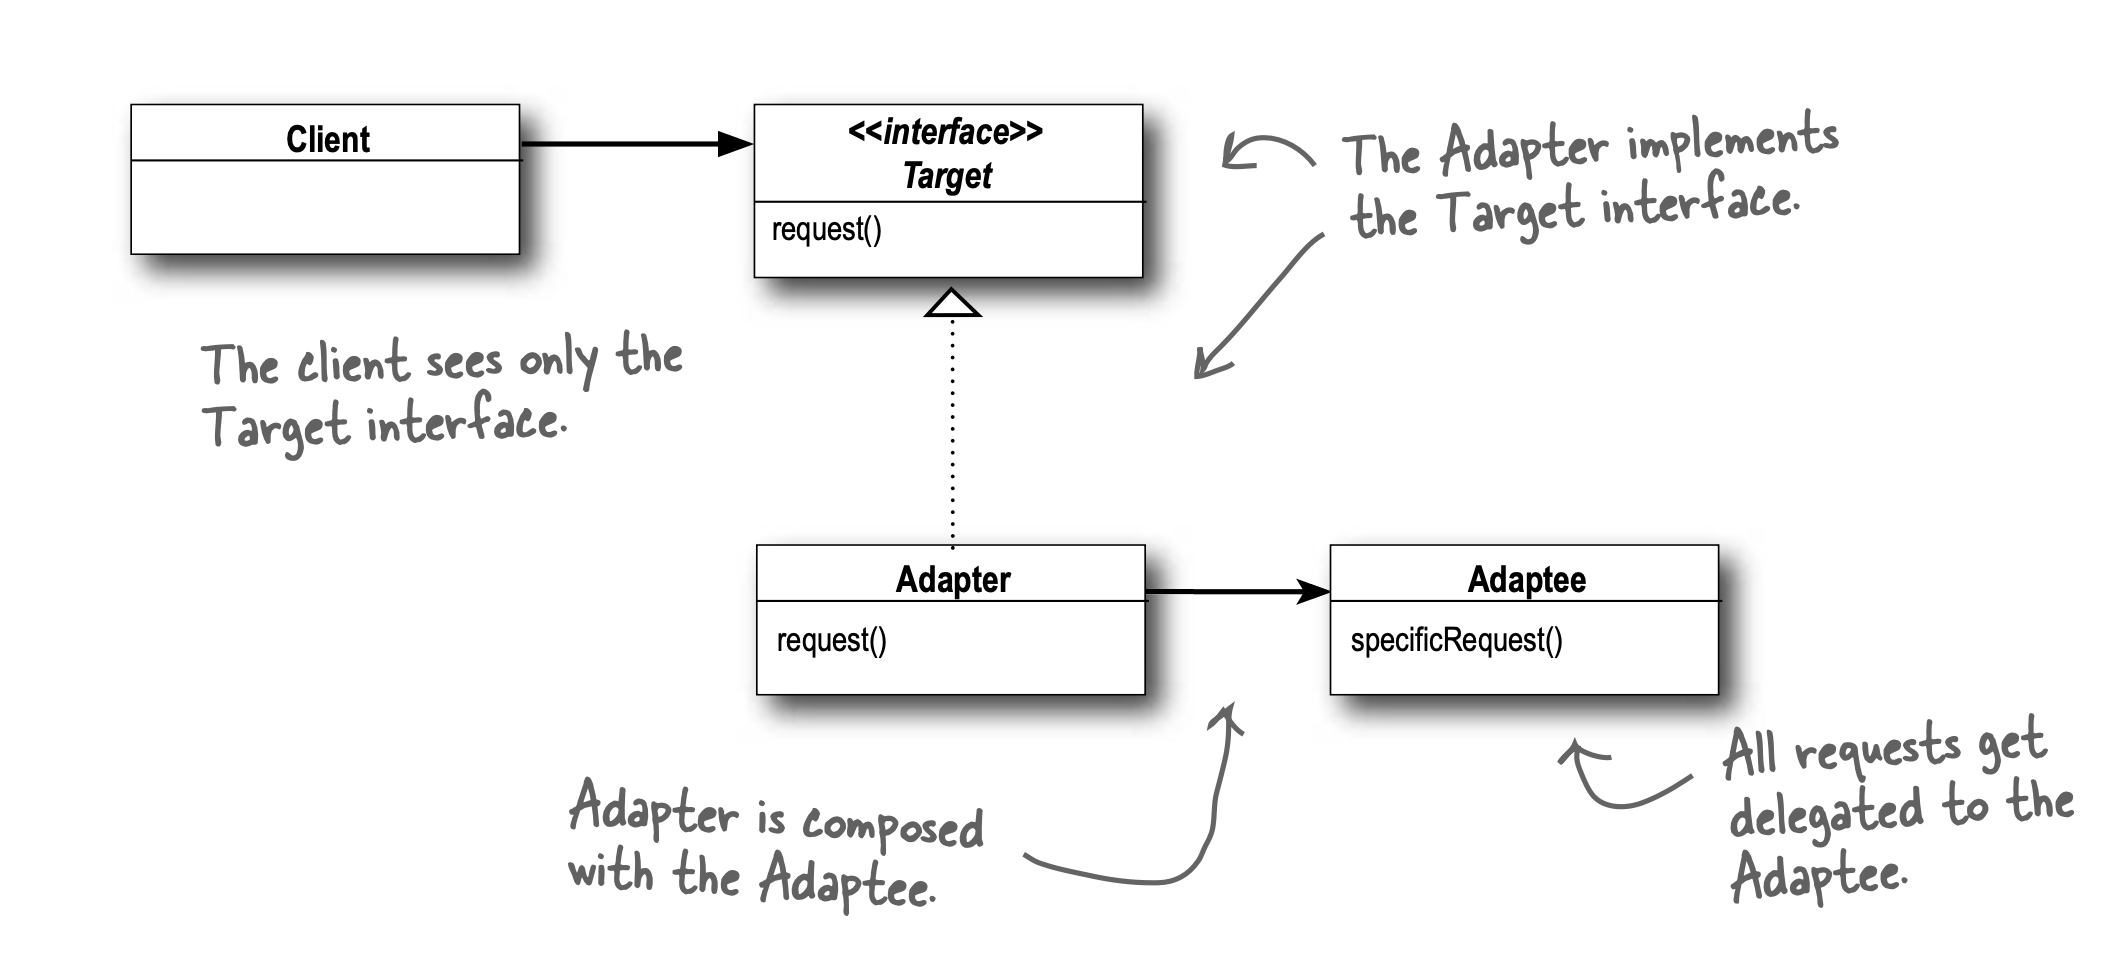 Client
<<interface>>
Target
request()
The Adapter implements
the Target interface.
The client sees only the
Target interface.
Adapter
request()
Adaptee
specificRequest()
Adapter is composed
with the Adaptee.
All requests get
delegated to the
Adaptee.